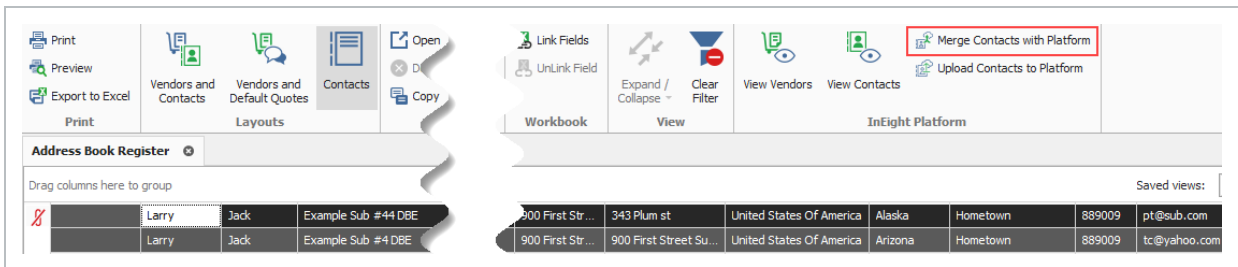 Print
Preview
Export to Excel
Print
Vendors and
Contacts
Vendors and
Default Quotes
Contacts
Layouts
Open
Copy
Link Fields
UnLink Field
Workbook
Expand /
Collapse
Clear
Filter
View
View Vendors
View Contacts
Merge Contacts with Platform
Upload Contacts to Platform
InEight Platform
Address Book Register
Drag columns here to group
Saved views:
Larry Jack Example Sub #44 DBE 900 First Str... 343 Plum st United States Of America Alaska Hometown 889009 pt@sub.com
Larry Jack Example Sub #4 DBE 900 First Str... 900 First Street Su... United States Of America Arizona Hometown 889009 tc@yahoo.com